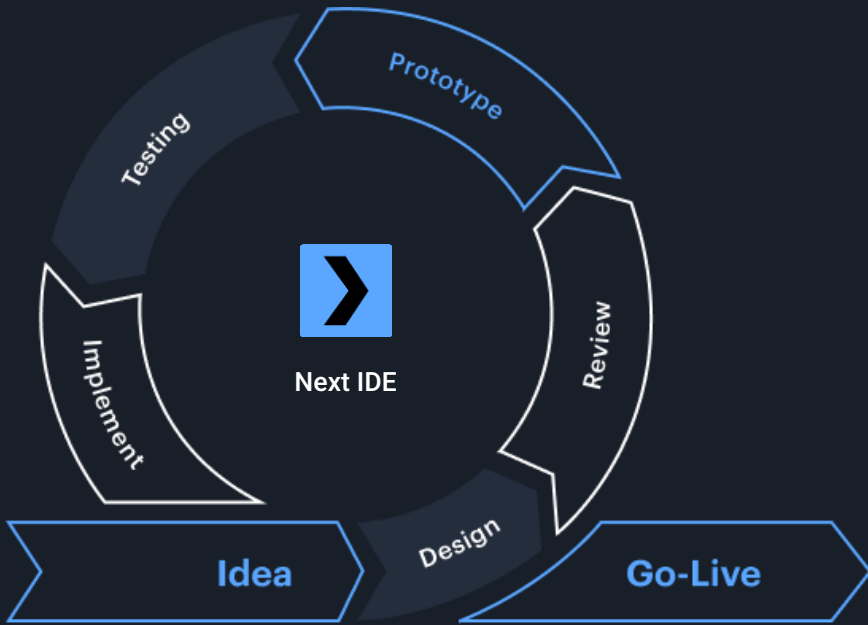 Prototype
Testing
Review
Implement
Next IDE
Design
Idea
Go-Live